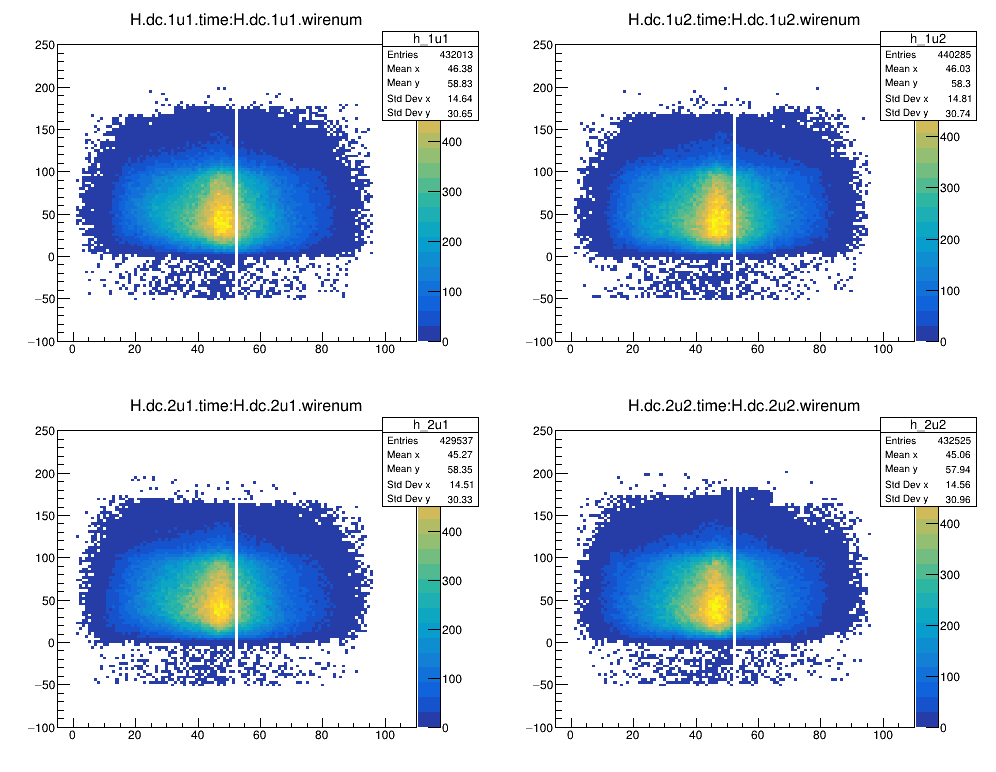 H.dc.1u1.time:H.dc.1u1.wirenum
h_1u1
Entries 432013
Mean x 46.38
Mean y 58.83
Std Dev x 14.64
Std Dev y 30.65
250
200
150
100
50
0
−50
−100
0 20 40 60 80 100
400
300
200
100
0
H.dc.1u2.time:H.dc.1u2.wirenum
h_1u2
Entries 440285
Mean x 46.03
Mean y 58.3
Std Dev x 14.81
Std Dev y 30.74
250
200
150
100
50
0
−50
−100
0 20 40 60 80 100
400
300
200
100
0
H.dc.2u1.time:H.dc.2u1.wirenum
h_2u1
Entries 429537
Mean x 45.27
Mean y 58.35
Std Dev x 14.51
Std Dev y 30.33
250
200
150
100
50
0
−50
−100
0 20 40 60 80 100
400
300
200
100
0
H.dc.2u2.time:H.dc.2u2.wirenum
h_2u2
Entries 432525
Mean x 45.06
Mean y 57.94
Std Dev x 14.56
Std Dev y 30.96
250
200
150
100
50
0
−50
−100
0 20 40 60 80 100
400
300
200
100
0